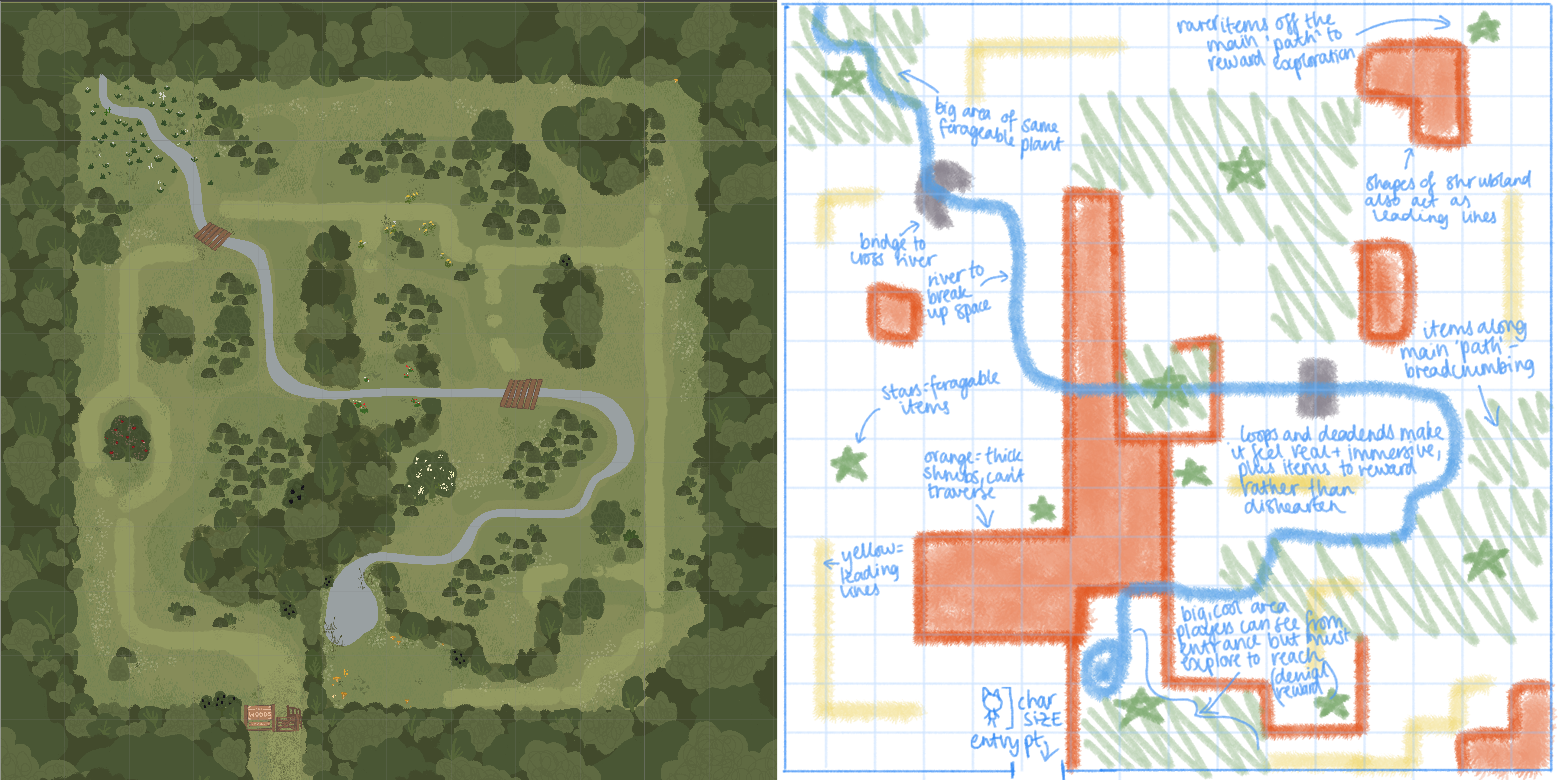 WOODS
rarer items off the
main 'path' to
reward exploration
big area of same
forageable plant
shapes of shrubland
also act as
leading lines
bridge to
cross river
river to
break
up space
items along
main 'path' -
breadcrumbing
stars = foragable
items
loops and deadends make
it feel real + immersive,
plus items to reward
rather than
dishearten
orange = thick
shrubs, can't
traverse
yellow =
leading
lines
big, cool area
players can see from
entrance but must
explore to reach
(denial
reward)
char
SIZE
entry pt.